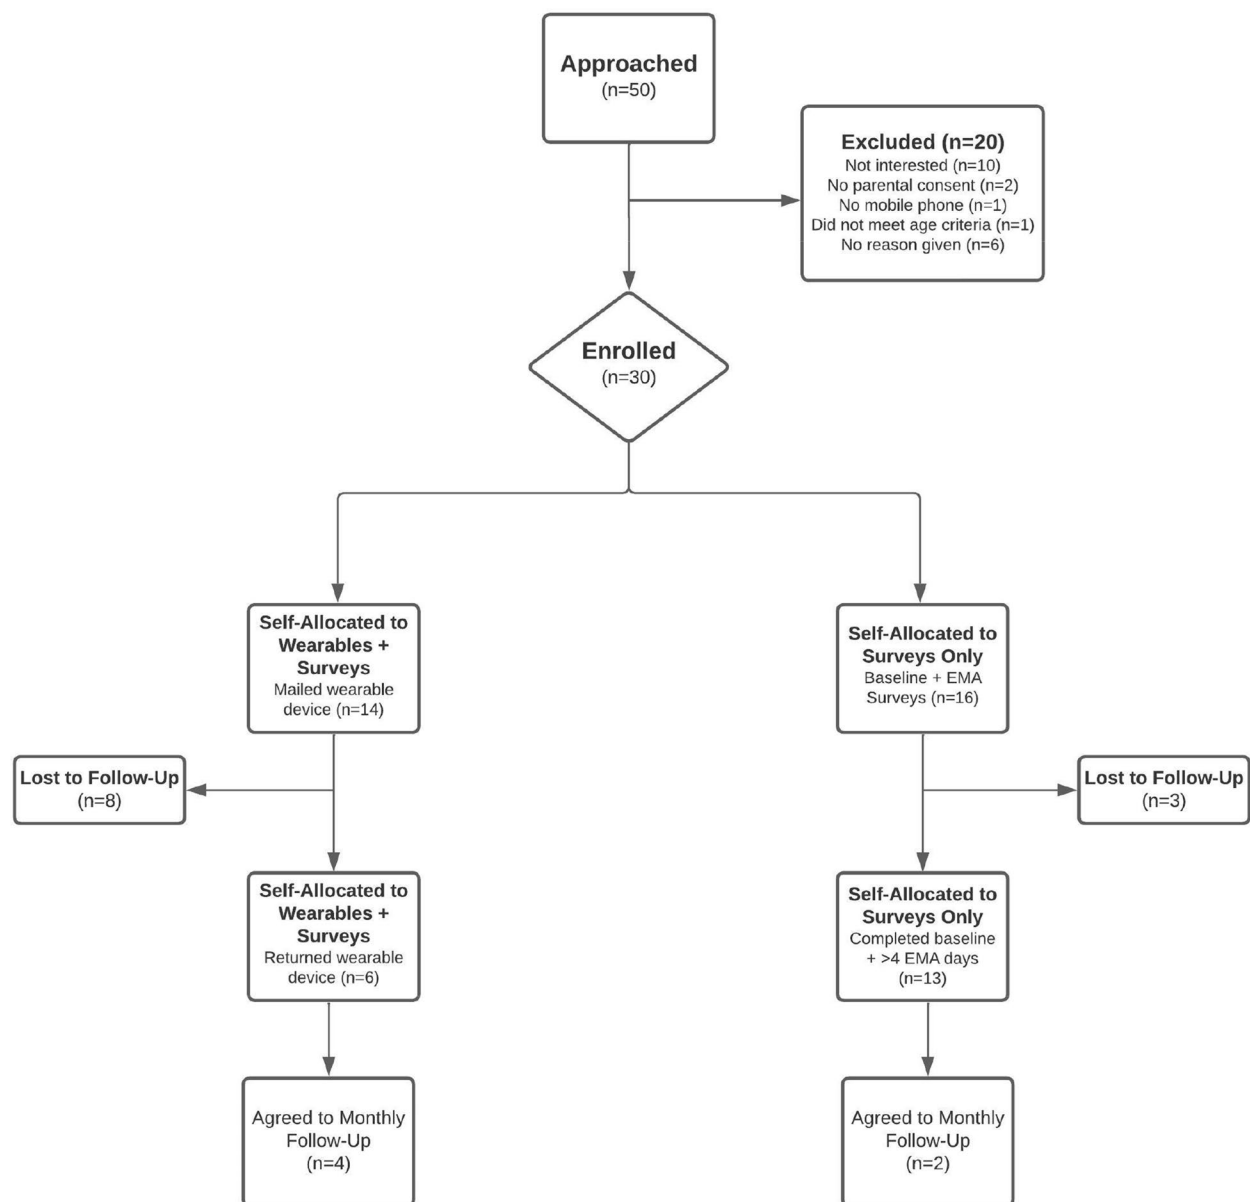 Approached
(n=50)
Excluded (n=20)
Not interested (n=10)
No parental consent (n=2)
No mobile phone (n=1)
Did not meet age criteria (n=1)
No reason given (n=6)
Enrolled
(n=30)
Self-Allocated to
Wearables +
Surveys
Mailed wearable
device (n=14)
Self-Allocated to
Surveys Only
Baseline + EMA
Surveys (n=16)
Lost to Follow-Up
(n=8)
Lost to Follow-Up
(n=3)
Self-Allocated to
Wearables +
Surveys
Returned wearable
device (n=6)
Self-Allocated to
Surveys Only
Completed baseline
+ >4 EMA days
(n=13)
Agreed to Monthly
Follow-Up
(n=4)
Agreed to Monthly
Follow-Up
(n=2)